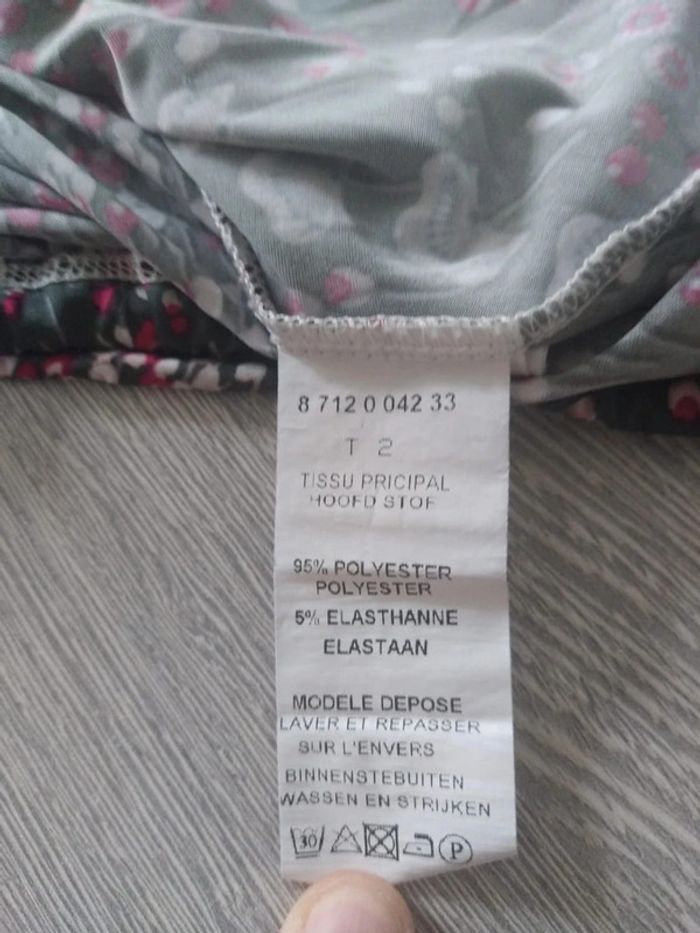 8 712 0 042 33
T 2
TISSU PRICIPAL
HOOFD STOF
95% POLYESTER
POLYESTER
5% ELASTHANNE
ELASTAAN
MODELE DEPOSE
LAVER ET REPASSER
SUR L'ENVERS
BINNENSTEBUITEN
WASSEN EN STRIJKEN
30 P